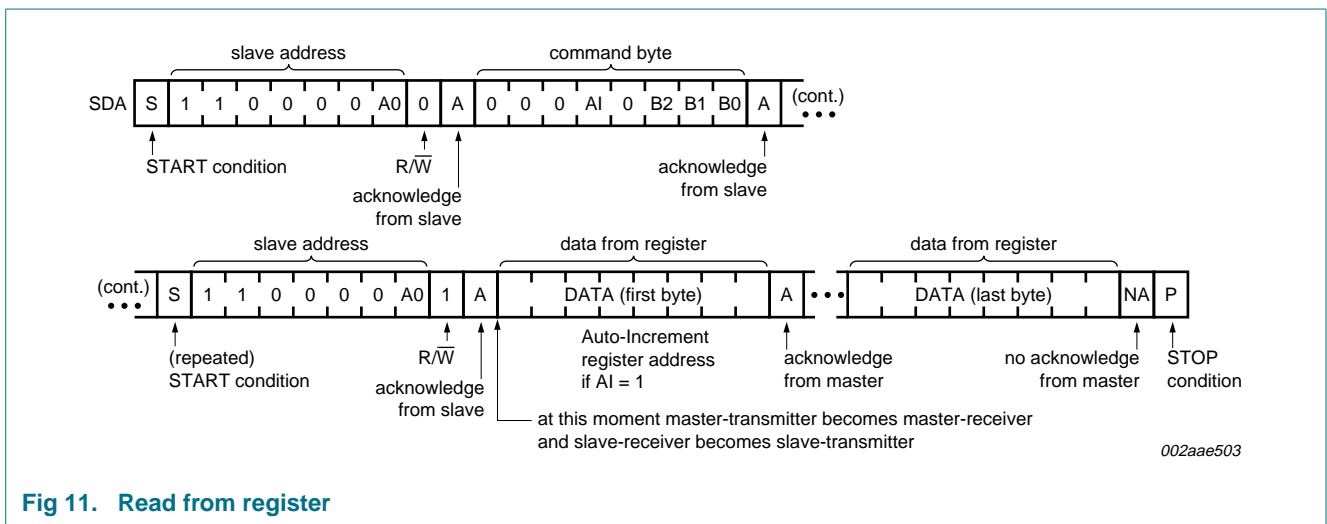 slave address
command byte
SDA S 1 1 0 0 0 0 A0 0 A 0 0 0 AI 0 B2 B1 B0 A (cont.)
START condition
R/W̅
acknowledge
from slave
acknowledge
from slave
slave address
data from register
data from register
(cont.) S 1 1 0 0 0 0 A0 1 A DATA (first byte) A DATA (last byte) NA P
(repeated)
START condition
R/W̅
acknowledge
from slave
Auto-Increment
register address
if AI = 1
acknowledge
from master
no acknowledge
from master
STOP
condition
at this moment master-transmitter becomes master-receiver
and slave-receiver becomes slave-transmitter
002aae503
Fig 11. Read from register